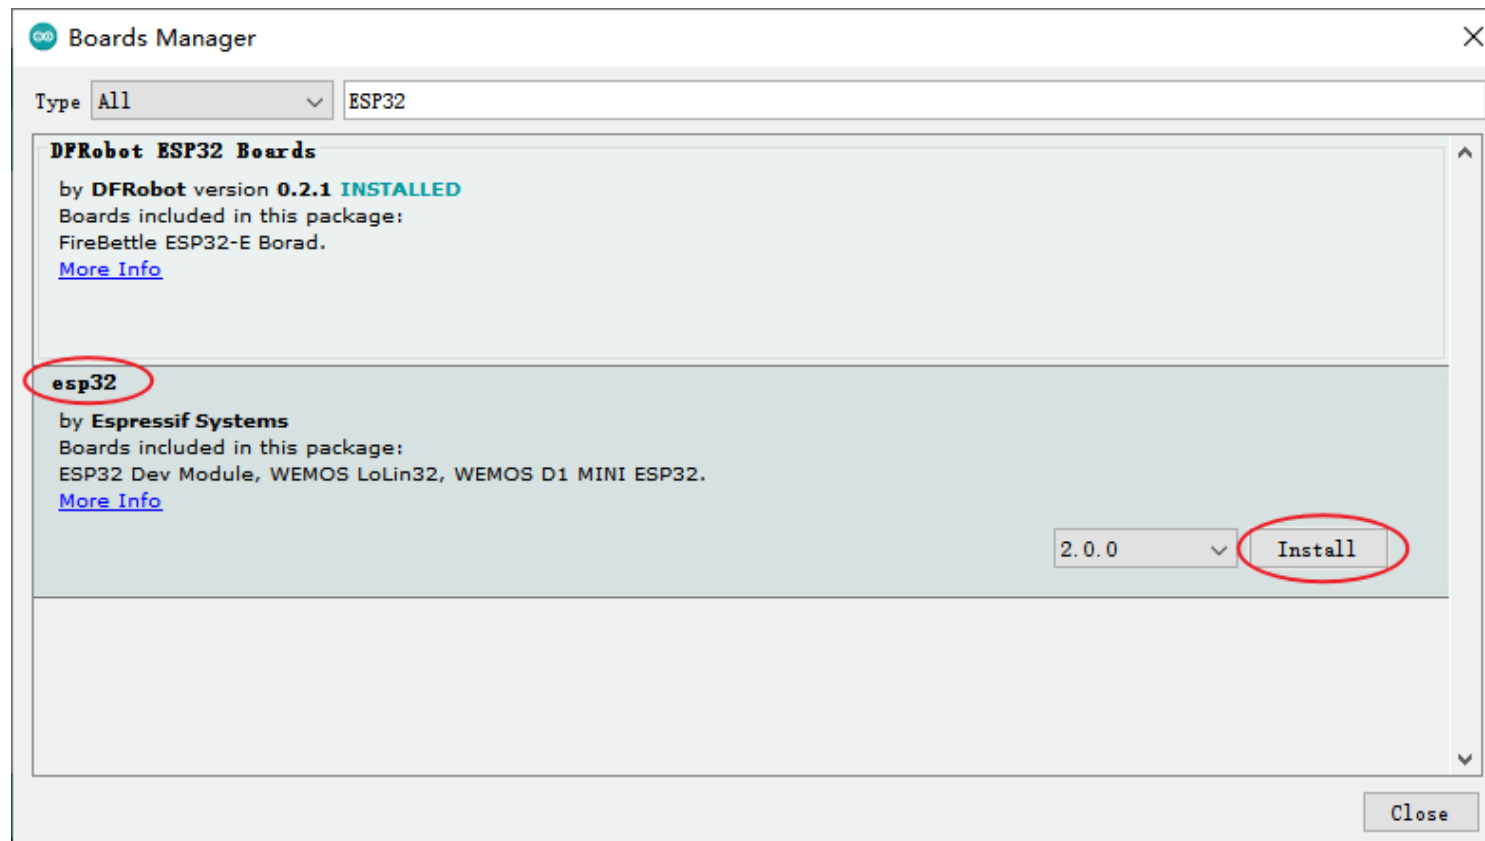 Boards Manager
Type All ESP32
DFRobot ESP32 Boards
by DFRobot version 0.2.1 INSTALLED
Boards included in this package:
FireBettle ESP32-E Borad.
More Info
esp32
by Espressif Systems
Boards included in this package:
ESP32 Dev Module, WEMOS LoLin32, WEMOS D1 MINI ESP32.
More Info
2.0.0 Install
Close